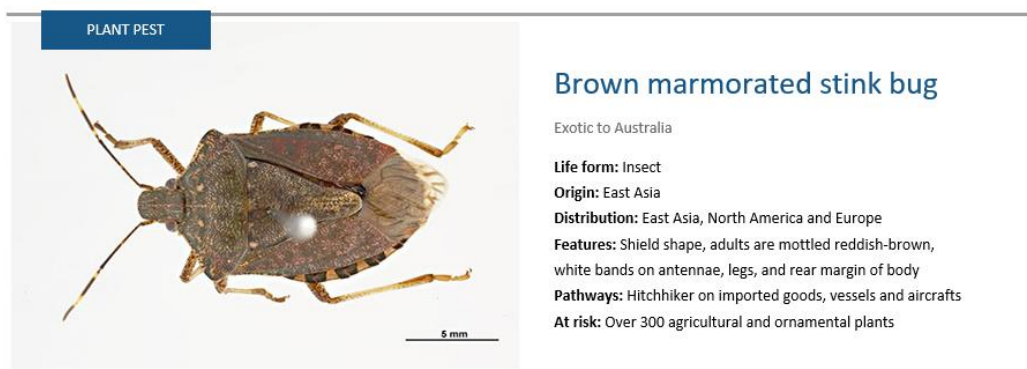 PLANT PEST
Brown marmorated stink bug
Exotic to Australia
Life form: Insect
Origin: East Asia
Distribution: East Asia, North America and Europe
Features: Shield shape, adults are mottled reddish-brown,
white bands on antennae, legs, and rear margin of body
Pathways: Hitchhiker on imported goods, vessels and aircrafts
At risk: Over 300 agricultural and ornamental plants
5 mm